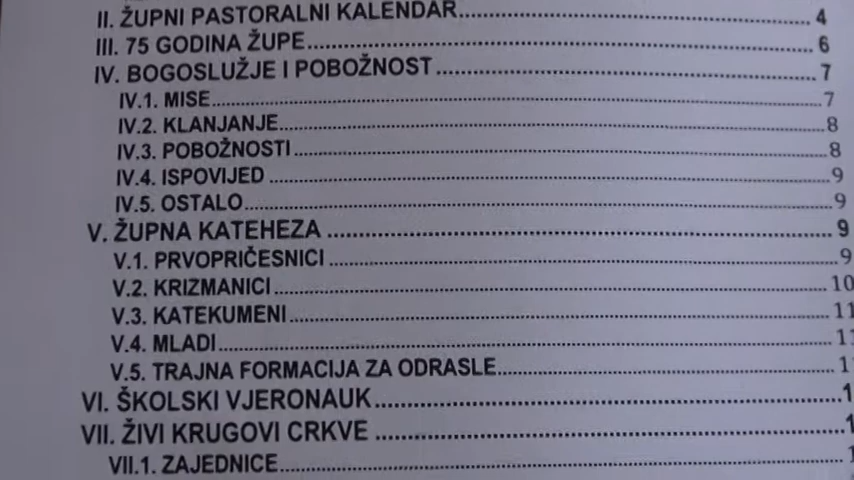 II. ŽUPNI PASTORALNI KALENDAR 4
III. 75 GODINA ŽUPE 6
IV. BOGOSLUŽJE I POBOŽNOST 7
IV.1. MISE 7
IV.2. KLANJANJE 8
IV.3. POBOŽNOSTI 8
IV.4. ISPOVIJED 9
IV.5. OSTALO 9
V. ŽUPNA KATEHEZA 9
V.1. PRVOPRIČESNICI 9
V.2. KRIZMANICI 10
V.3. KATEKUMENI 11
V.4. MLADI
V.5. TRAJNA FORMACIJA ZA ODRASLE
VI. ŠKOLSKI VJERONAUK
VII. ŽIVI KRUGOVI CRKVE
VII.1. ZAJEDNICE